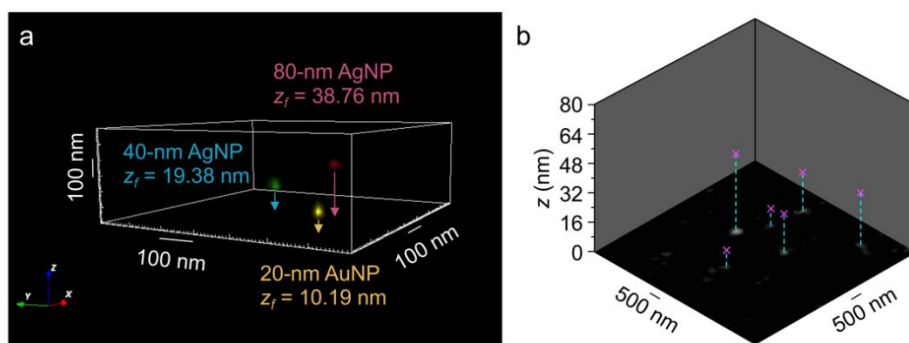 a
80-nm AgNP
z_f = 38.76 nm
40-nm AgNP
z_f = 19.38 nm
100 nm
100 nm
100 nm
20-nm AuNP
z_f = 10.19 nm
Z
Y
X
b
80
64
48
32
16
0
z (nm)
500 nm
500 nm